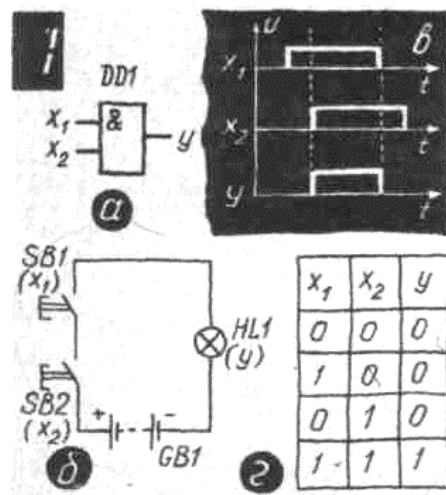 1
DD1
x₁
x₂
&
y
а
U
в
x₁
t
x₂
t
y
t
SB1
(x₁)
SB2
(x₂)
HL1
(y)
+
-
GB1
б
г
x₁ x₂ y
0 0 0
1 0 0
0 1 0
1 1 1